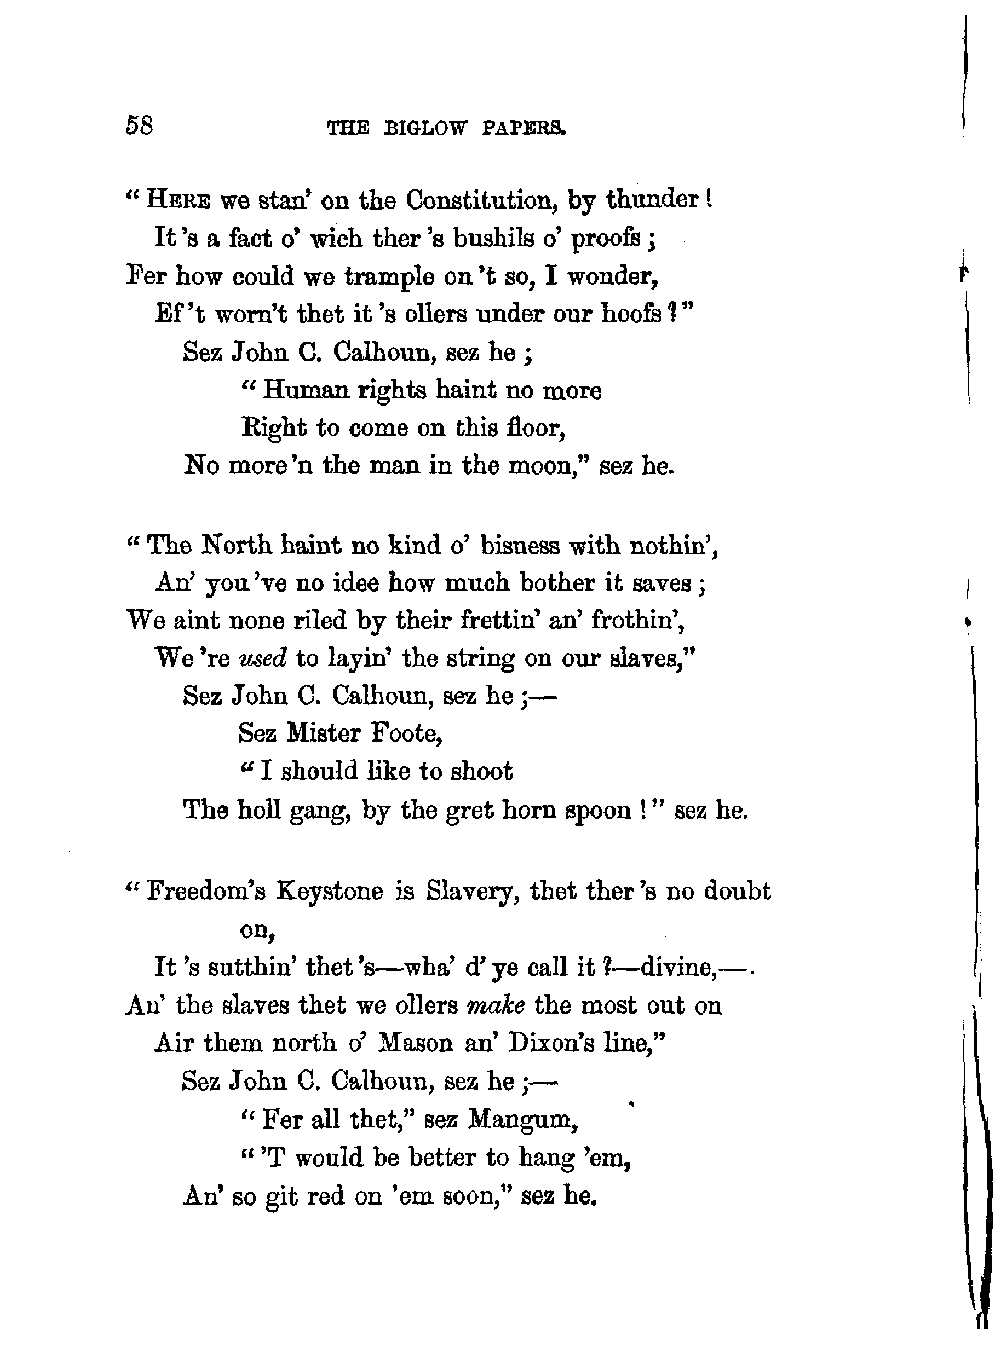 58 THE BIGLOW PAPERS.
“ HERE we stan’ on the Constitution, by thunder !
It ’s a fact o’ wich ther ’s bushils o’ proofs ;
Fer how could we trample on ’t so, I wonder,
Ef ’t worn’t thet it ’s ollers under our hoofs ?”
Sez John C. Calhoun, sez he ;
“ Human rights haint no more
Right to come on this floor,
No more ’n the man in the moon,” sez he.
“ The North haint no kind o’ bisness with nothin’,
An’ you ’ve no idee how much bother it saves ;
We aint none riled by their frettin’ an’ frothin’,
We ’re used to layin’ the string on our slaves,”
Sez John C. Calhoun, sez he ;—
Sez Mister Foote,
“ I should like to shoot
The holl gang, by the gret horn spoon !” sez he.
“ Freedom’s Keystone is Slavery, thet ther ’s no doubt
on,
It ’s sutthin’ thet ’s—wha’ d’ ye call it ?—divine,—.
An’ the slaves thet we ollers make the most out on
Air them north o’ Mason an’ Dixon’s line,”
Sez John C. Calhoun, sez he ;—
“ Fer all thet,” sez Mangum,
“ ’T would be better to hang ’em,
An’ so git red on ’em soon,” sez he.